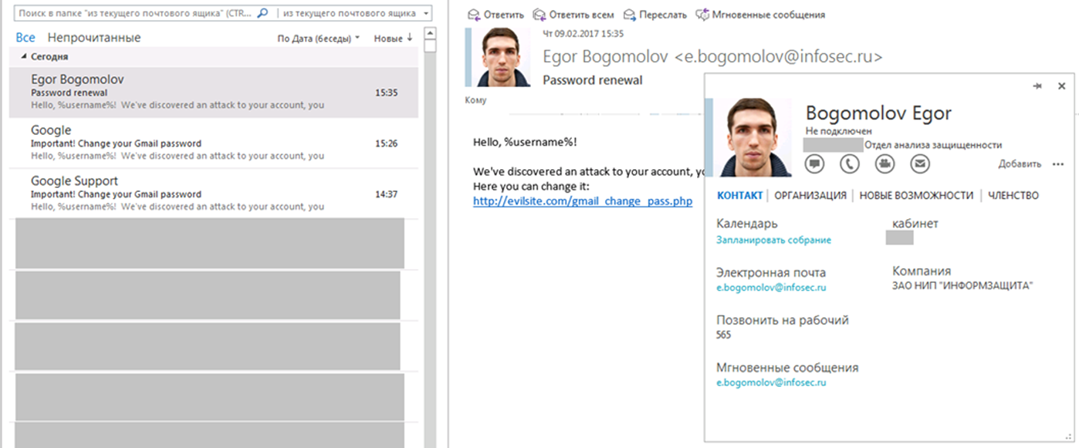 Поиск в папке "из текущего почтового ящика" (CTR... из текущего почтового ящика
Все Непрочитанные По Дата (беседы) Новые ↓
Сегодня
Egor Bogomolov
Password renewal 15:35
Hello, %username%! We've discovered an attack to your account, you
Google
Important! Change your Gmail password 15:26
Hello, %username%! We've discovered an attack to your account, you
Google Support
Important! Change your Gmail password 14:37
Hello, %username%! We've discovered an attack to your account, you
Ответить Ответить всем Переслать Мгновенные сообщения
Чт 09.02.2017 15:35
Egor Bogomolov <e.bogomolov@infosec.ru>
Password renewal
Кому
Hello, %username%!
We've discovered an attack to your account,
Here you can change it:
http://evilsite.com/gmail_change_pass.php
Bogomolov Egor
Не подключен
Отдел анализа защищенности
Добавить ...
КОНТАКТ ОРГАНИЗАЦИЯ НОВЫЕ ВОЗМОЖНОСТИ ЧЛЕНСТВО
Календарь кабинет
Запланировать собрание
Электронная почта Компания
e.bogomolov@infosec.ru ЗАО НИП "ИНФОРМЗАЩИТА"
Позвонить на рабочий
565
Мгновенные сообщения
e.bogomolov@infosec.ru